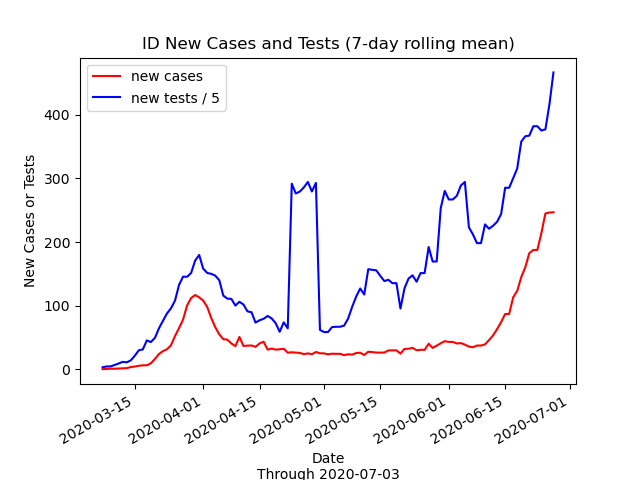 ID New Cases and Tests (7-day rolling mean)
new cases
new tests / 5
New Cases or Tests
400
300
200
100
0
2020-03-15
2020-04-01
2020-04-15
2020-05-01
2020-05-15
2020-06-01
2020-06-15
2020-07-01
Date
Through 2020-07-03